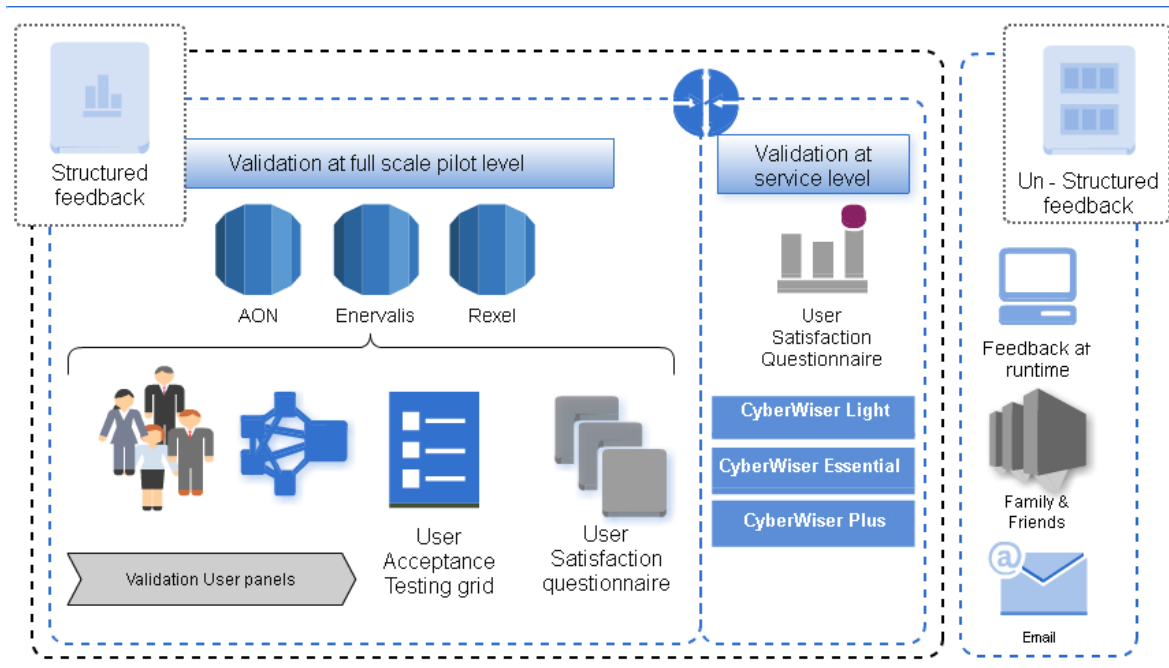 Structured
feedback
Validation at full scale pilot level
AON
Enervalis
Rexel
Validation User panels
User
Acceptance
Testing grid
User
Satisfaction
questionnaire
Validation at
service level
User
Satisfaction
Questionnaire
CyberWiser Light
CyberWiser Essential
CyberWiser Plus
Un - Structured
feedback
Feedback at
runtime
Family &
Friends
@
Email